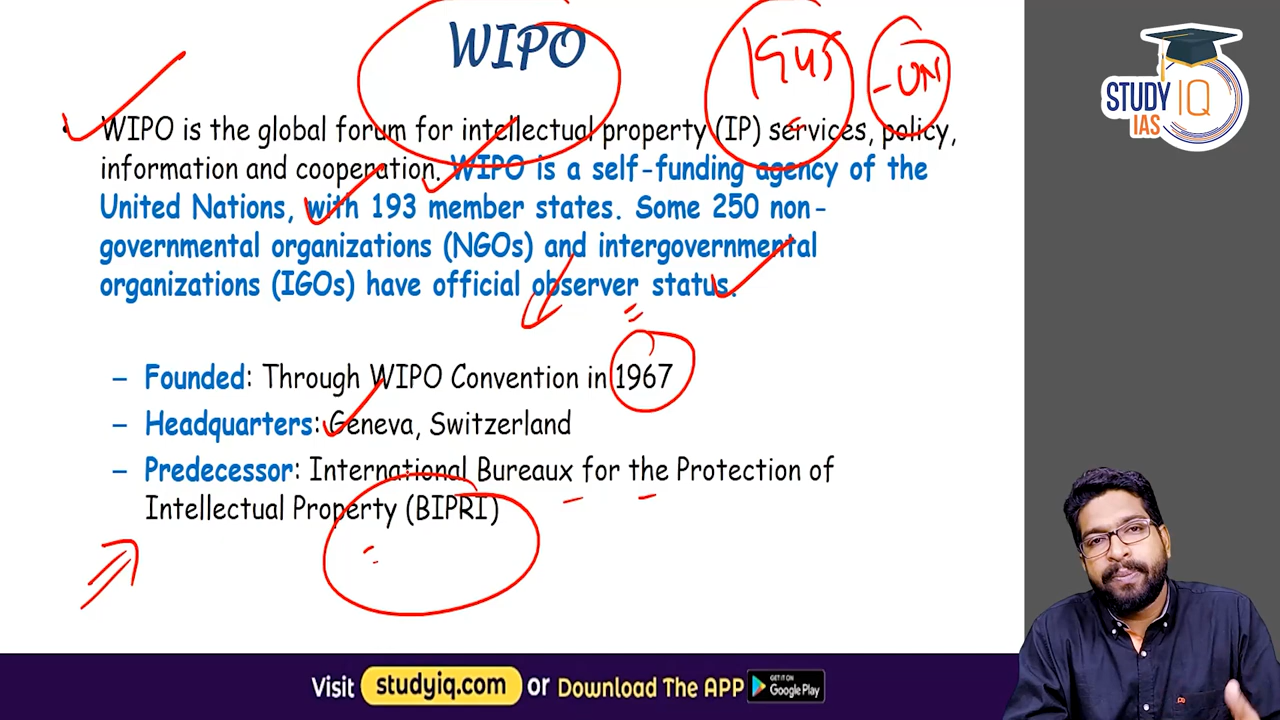 WIPO
1945
- UN
STUDY IQ
IAS
• WIPO is the global forum for intellectual property (IP) services, policy,
information and cooperation. WIPO is a self-funding agency of the
United Nations, with 193 member states. Some 250 non-
governmental organizations (NGOs) and intergovernmental
organizations (IGOs) have official observer status.
– Founded: Through WIPO Convention in 1967
– Headquarters: Geneva, Switzerland
– Predecessor: International Bureaux for the Protection of
Intellectual Property (BIPRI)
Visit studyiq.com or Download The APP GET IT ON Google Play